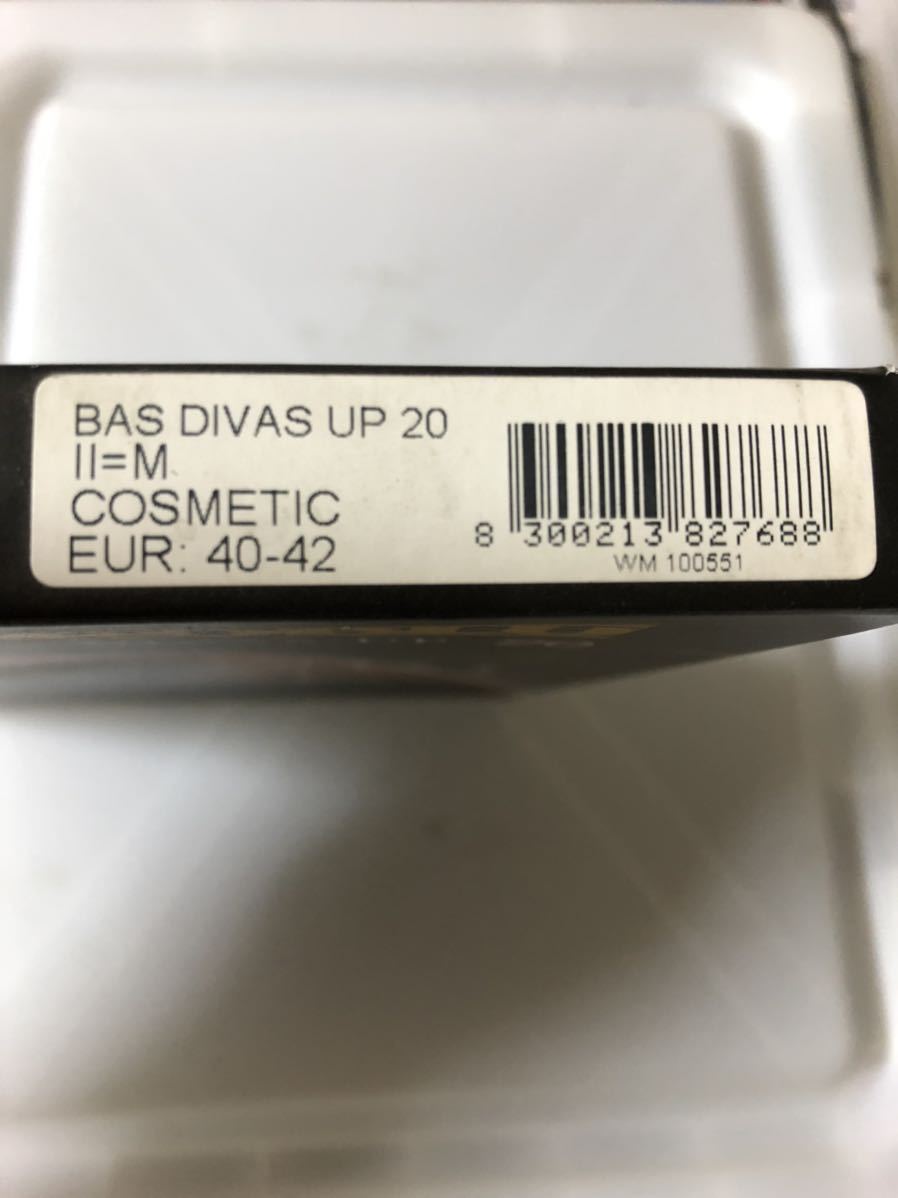 BAS DIVAS UP 20
II=M
COSMETIC
EUR: 40-42
8 300213 827688
WM 100551